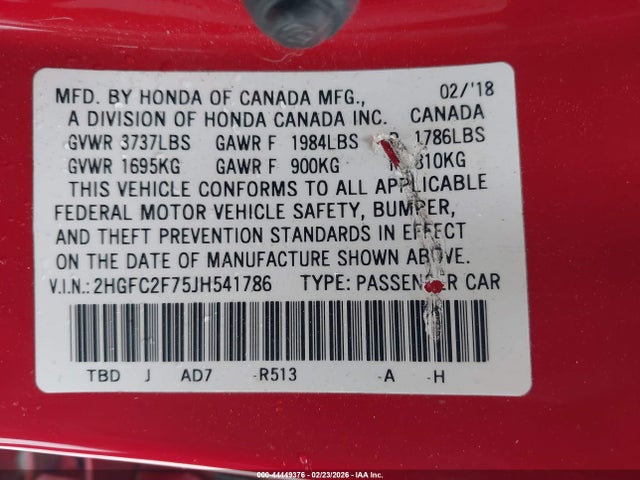 MFD. BY HONDA OF CANADA MFG., 02/'18
A DIVISION OF HONDA CANADA INC. CANADA
GVWR 3737LBS GAWR F 1984LBS 1786LBS
GVWR 1695KG GAWR F 900KG 810KG
THIS VEHICLE CONFORMS TO ALL APPLICABLE
FEDERAL MOTOR VEHICLE SAFETY, BUMPER,
AND THEFT PREVENTION STANDARDS IN EFFECT
ON THE DATE OF MANUFACTURE SHOWN ABOVE.
V.I.N.: 2HGFC2F75JH541786 TYPE: PASSENGER CAR
TBD J AD7 -R513 -A -H
000-44449376 - 02/23/2026 - IAA Inc.